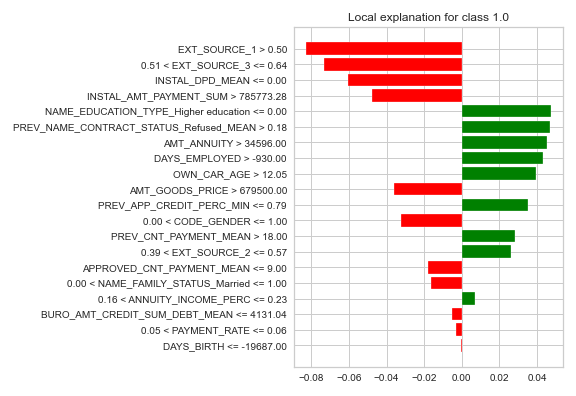 Local explanation for class 1.0
EXT_SOURCE_1 > 0.50
0.51 < EXT_SOURCE_3 <= 0.64
INSTAL_DPD_MEAN <= 0.00
INSTAL_AMT_PAYMENT_SUM > 785773.28
NAME_EDUCATION_TYPE_Higher education <= 0.00
PREV_NAME_CONTRACT_STATUS_Refused_MEAN > 0.18
AMT_ANNUITY > 34596.00
DAYS_EMPLOYED > -930.00
OWN_CAR_AGE > 12.05
AMT_GOODS_PRICE > 679500.00
PREV_APP_CREDIT_PERC_MIN <= 0.79
0.00 < CODE_GENDER <= 1.00
PREV_CNT_PAYMENT_MEAN > 18.00
0.39 < EXT_SOURCE_2 <= 0.57
APPROVED_CNT_PAYMENT_MEAN <= 9.00
0.00 < NAME_FAMILY_STATUS_Married <= 1.00
0.16 < ANNUITY_INCOME_PERC <= 0.23
BURO_AMT_CREDIT_SUM_DEBT_MEAN <= 4131.04
0.05 < PAYMENT_RATE <= 0.06
DAYS_BIRTH <= -19687.00
−0.08 −0.06 −0.04 −0.02 0.00 0.02 0.04